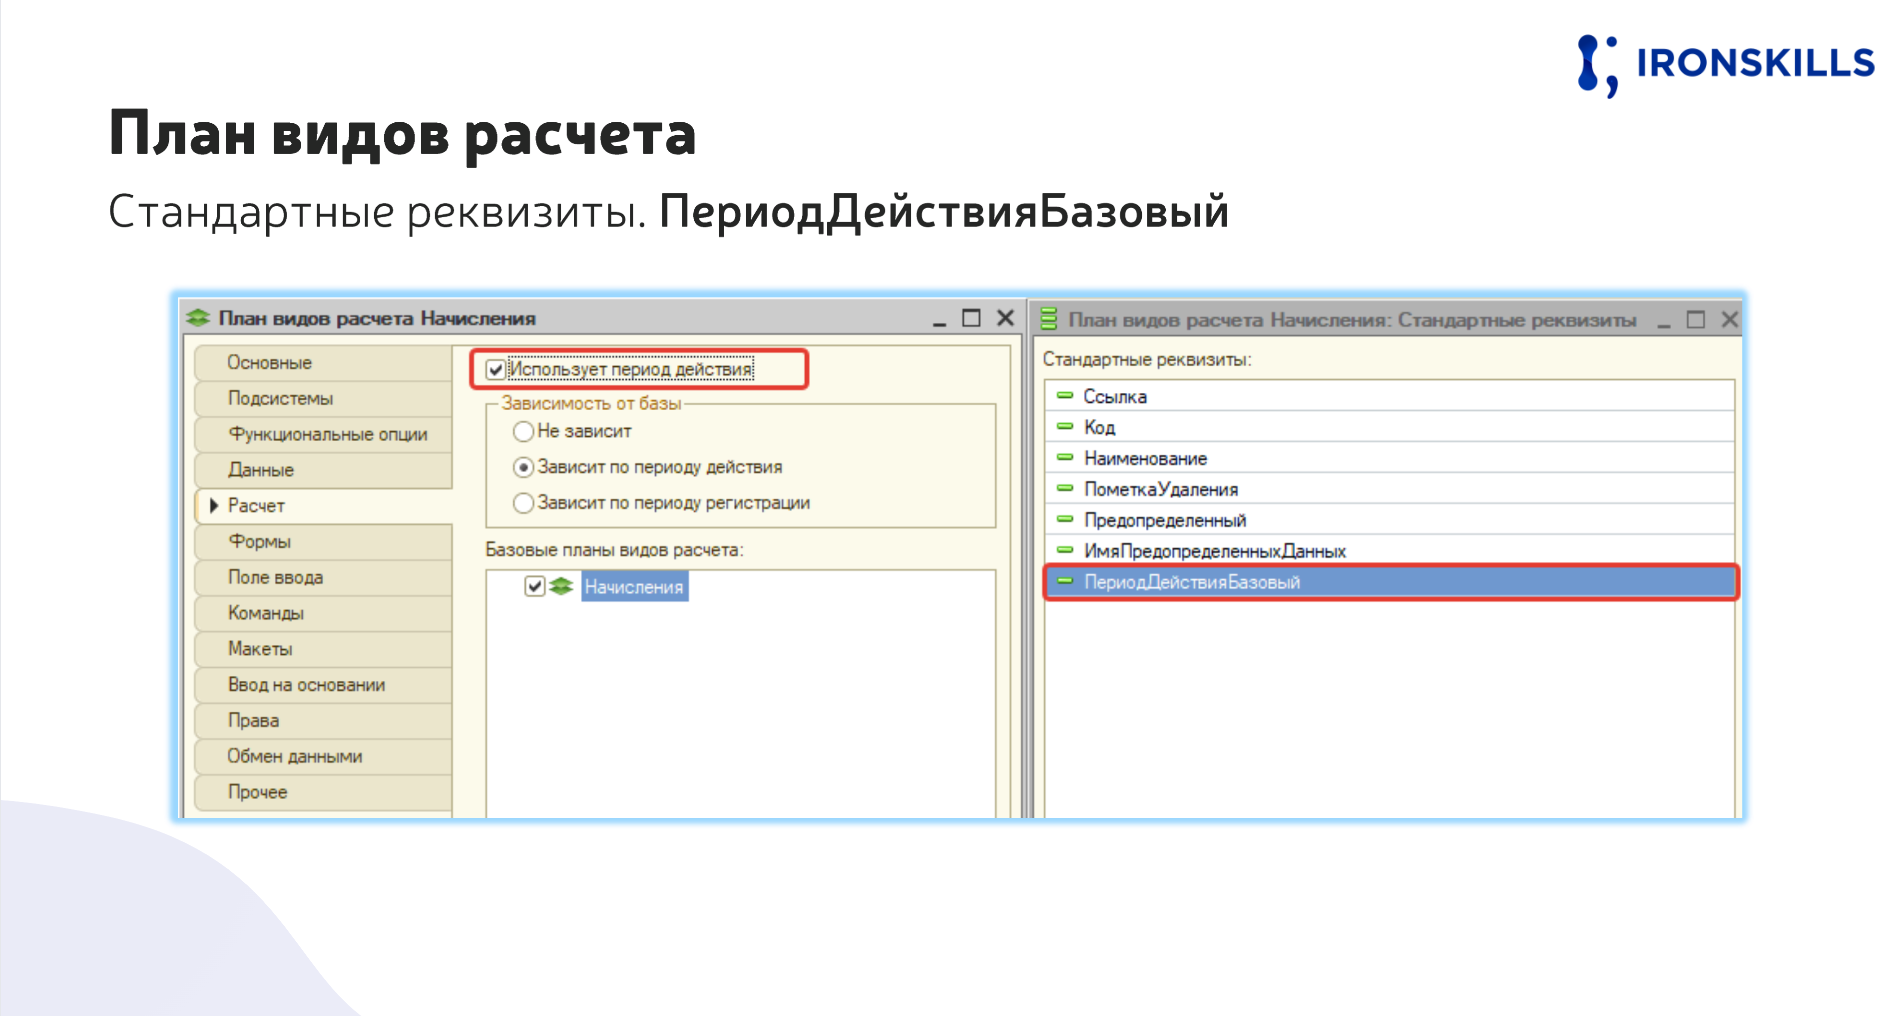 IRONSKILLS
План видов расчета
Стандартные реквизиты. ПериодДействияБазовый
План видов расчета Начисления
Основные
Подсистемы
Функциональные опции
Данные
Расчет
Формы
Поле ввода
Команды
Макеты
Ввод на основании
Права
Обмен данными
Прочее
Использует период действия
Зависимость от базы
Не зависит
Зависит по периоду действия
Зависит по периоду регистрации
Базовые планы видов расчета:
Начисления
План видов расчета Начисления: Стандартные реквизиты
Стандартные реквизиты:
Ссылка
Код
Наименование
ПометкаУдаления
Предопределенный
ИмяПредопределенныхДанных
ПериодДействияБазовый